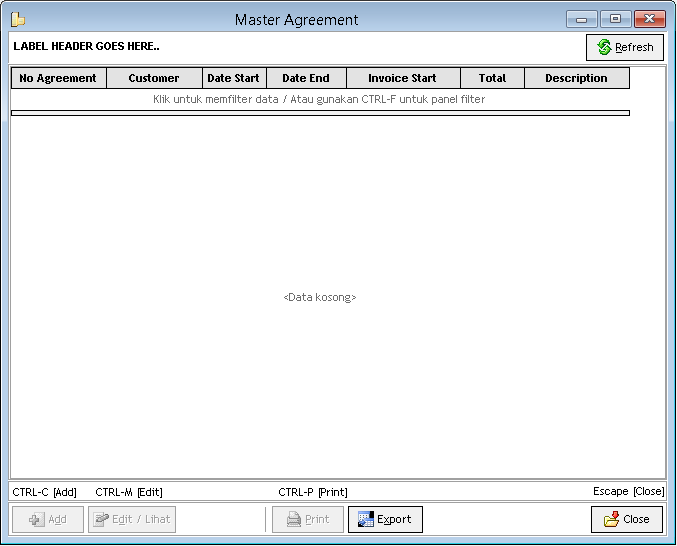 Master Agreement
LABEL HEADER GOES HERE..
Refresh
No Agreement Customer Date Start Date End Invoice Start Total Description
Klik untuk memfilter data / Atau gunakan CTRL-F untuk panel filter
<Data kosong>
CTRL-C [Add] CTRL-M [Edit] CTRL-P [Print] Escape [Close]
Add Edit / Lihat Print Export Close